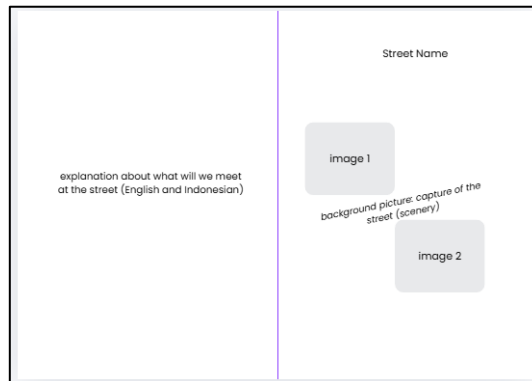 explanation about what will we meet
at the street (English and Indonesian)
Street Name
image 1
background picture: capture of the
street (scenery)
image 2